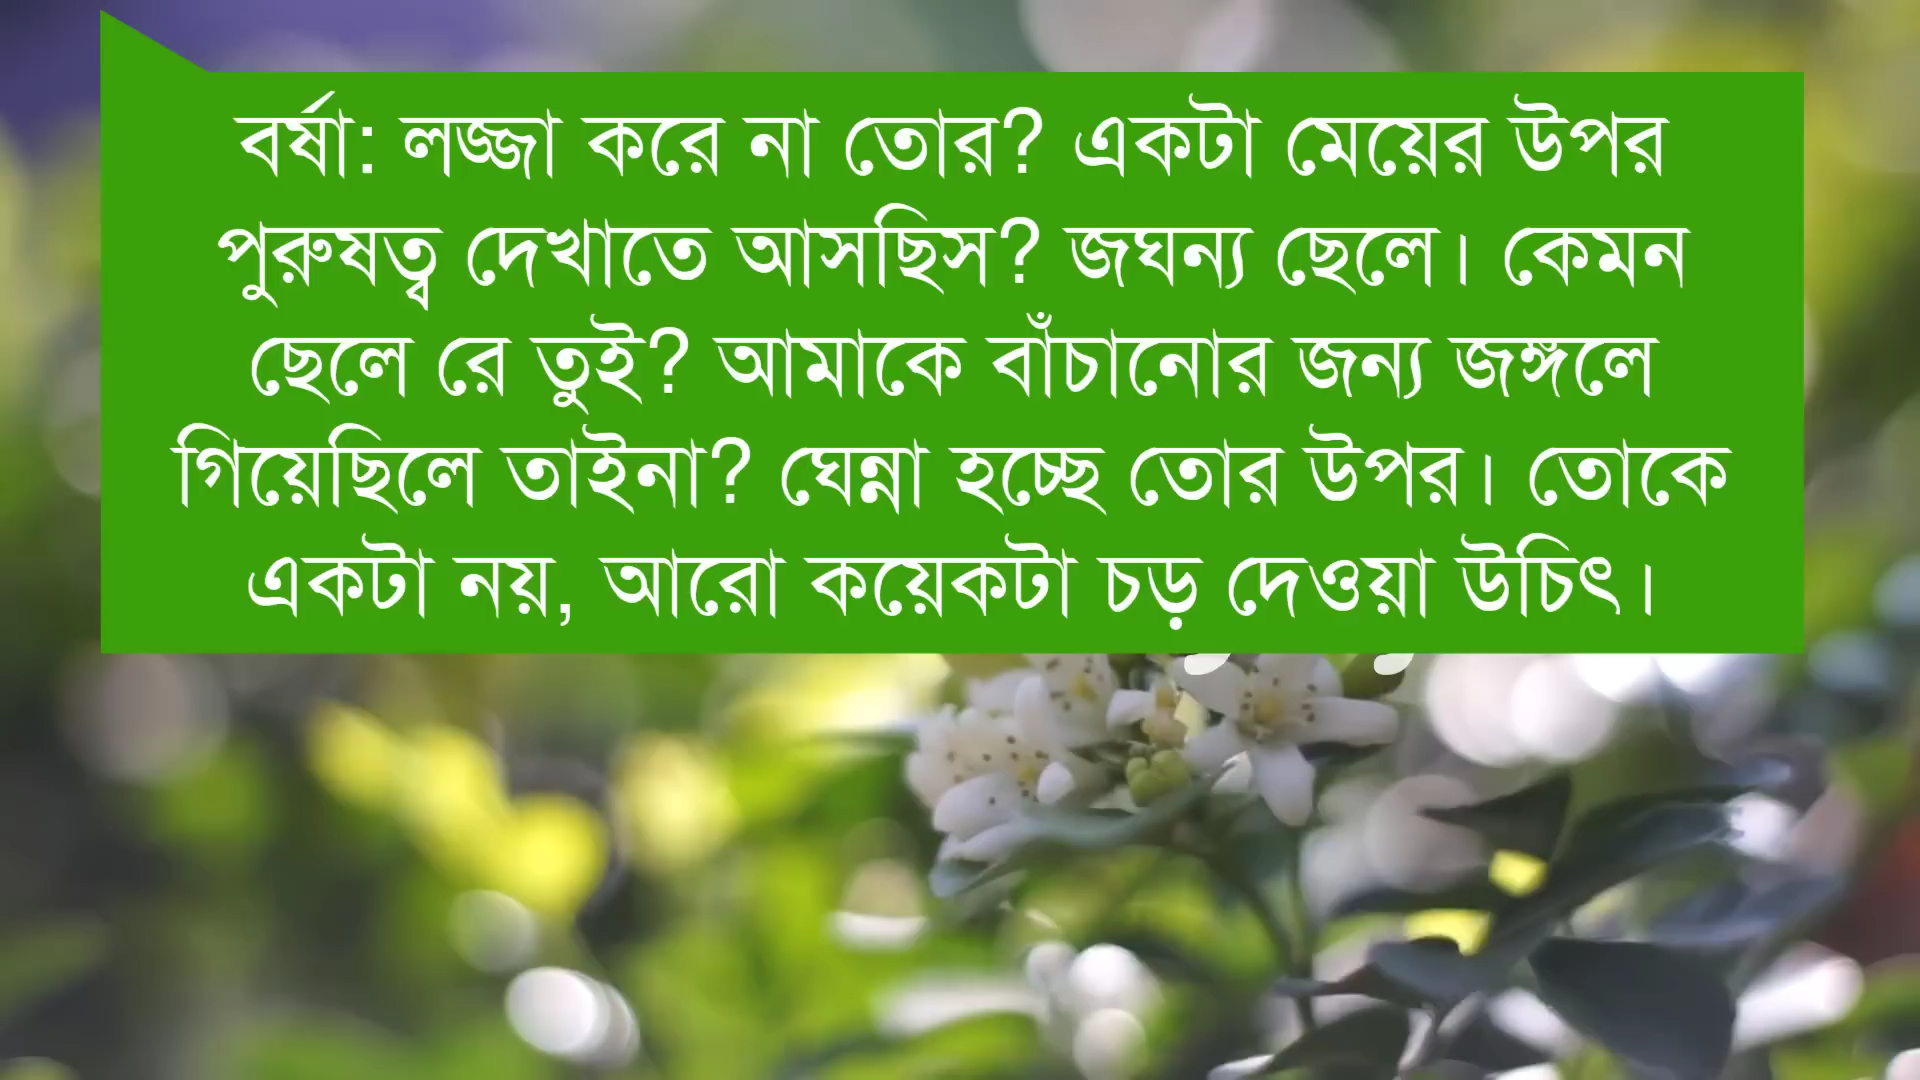 বর্ষা: লজ্জা করে না তোর? একটা মেয়ের উপর
পুরুষত্ব দেখাতে আসছিস? জঘন্য ছেলে। কেমন
ছেলে রে তুই? আমাকে বাঁচানোর জন্য জঙ্গলে
গিয়েছিলে তাইনা? ঘেন্না হচ্ছে তোর উপর। তোকে
একটা নয়, আরো কয়েকটা চড় দেওয়া উচিৎ।